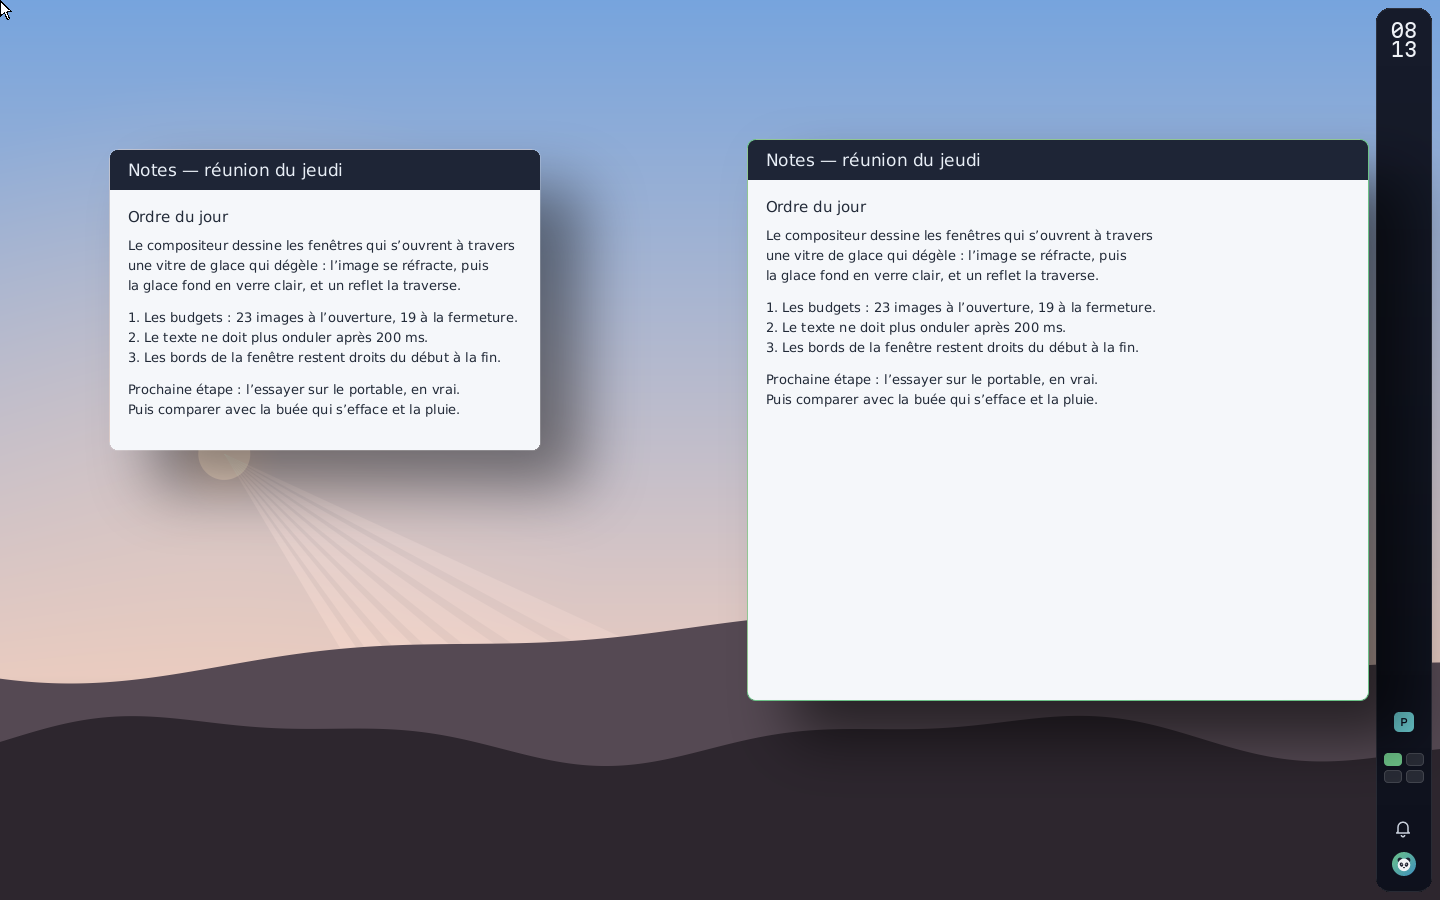 Notes — réunion du jeudi
Ordre du jour
Le compositeur dessine les fenêtres qui s’ouvrent à travers
une vitre de glace qui dégèle : l’image se réfracte, puis
la glace fond en verre clair, et un reflet la traverse.
1. Les budgets : 23 images à l’ouverture, 19 à la fermeture.
2. Le texte ne doit plus onduler après 200 ms.
3. Les bords de la fenêtre restent droits du début à la fin.
Prochaine étape : l’essayer sur le portable, en vrai.
Puis comparer avec la buée qui s’efface et la pluie.
Notes — réunion du jeudi
Ordre du jour
Le compositeur dessine les fenêtres qui s’ouvrent à travers
une vitre de glace qui dégèle : l’image se réfracte, puis
la glace fond en verre clair, et un reflet la traverse.
1. Les budgets : 23 images à l’ouverture, 19 à la fermeture.
2. Le texte ne doit plus onduler après 200 ms.
3. Les bords de la fenêtre restent droits du début à la fin.
Prochaine étape : l’essayer sur le portable, en vrai.
Puis comparer avec la buée qui s’efface et la pluie.
08
13
P